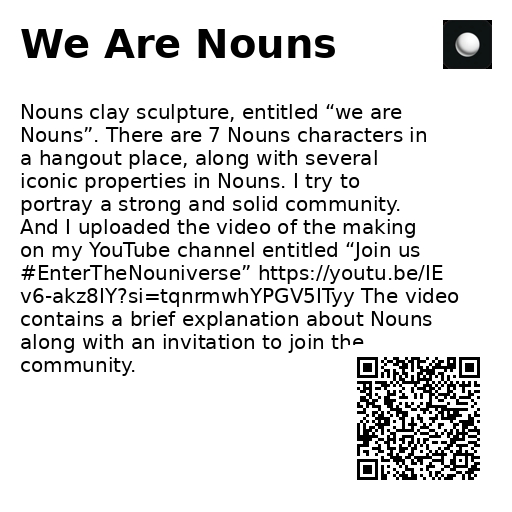 We Are Nouns
Nouns clay sculpture, entitled “we are
Nouns”. There are 7 Nouns characters in
a hangout place, along with several
iconic properties in Nouns. I try to
portray a strong and solid community.
And I uploaded the video of the making
on my YouTube channel entitled “Join us
#EnterTheNouniverse” https://youtu.be/IE
v6-akz8IY?si=tqnrmwhYPGV5ITyy The video
contains a brief explanation about Nouns
along with an invitation to join the
community.